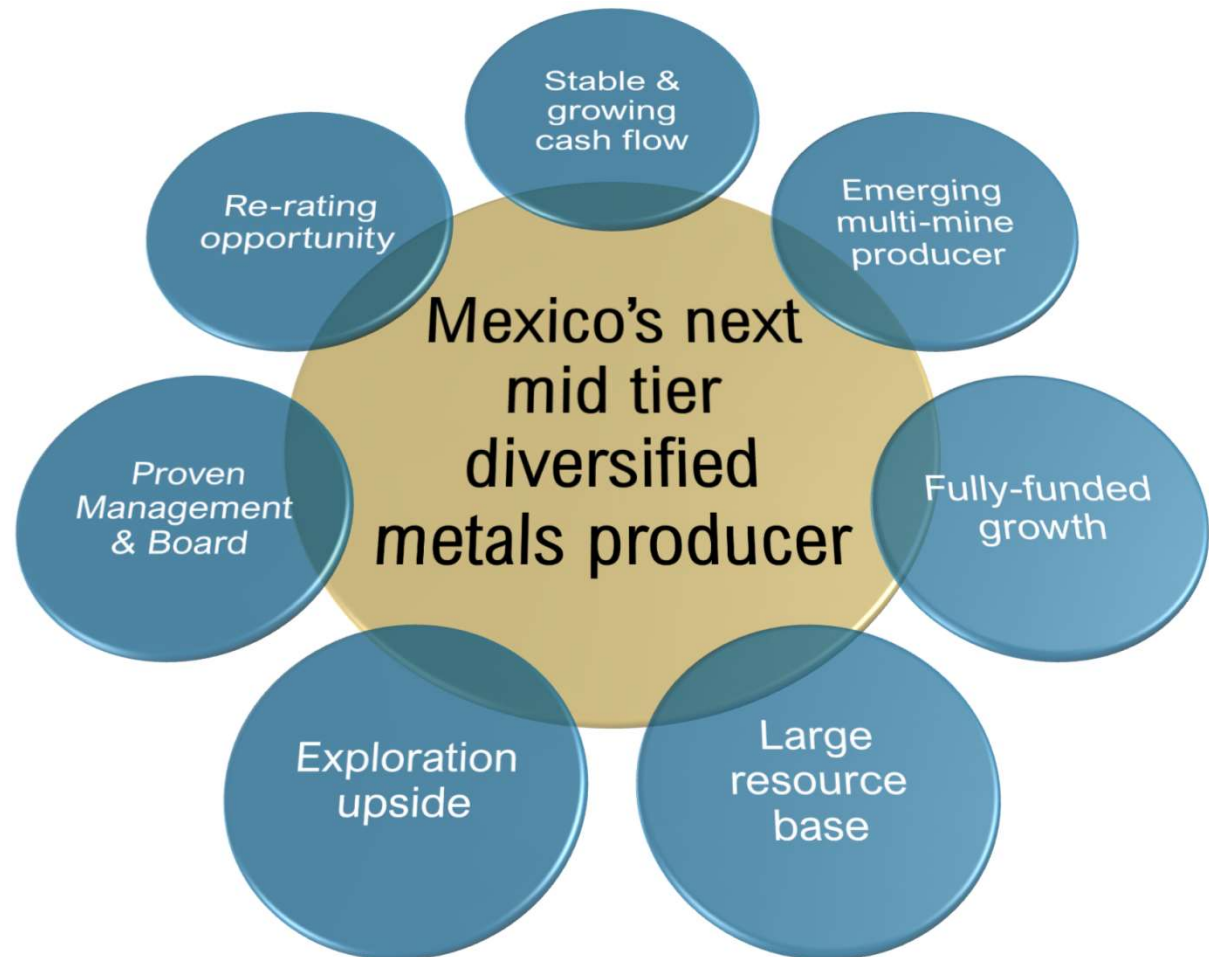 Stable &
growing
cash flow
Emerging
multi-mine
producer
Fully-funded
growth
Large
resource
base
Exploration
upside
Proven
Management
& Board
Re-rating
opportunity
Mexico’s next
mid tier
diversified
metals producer